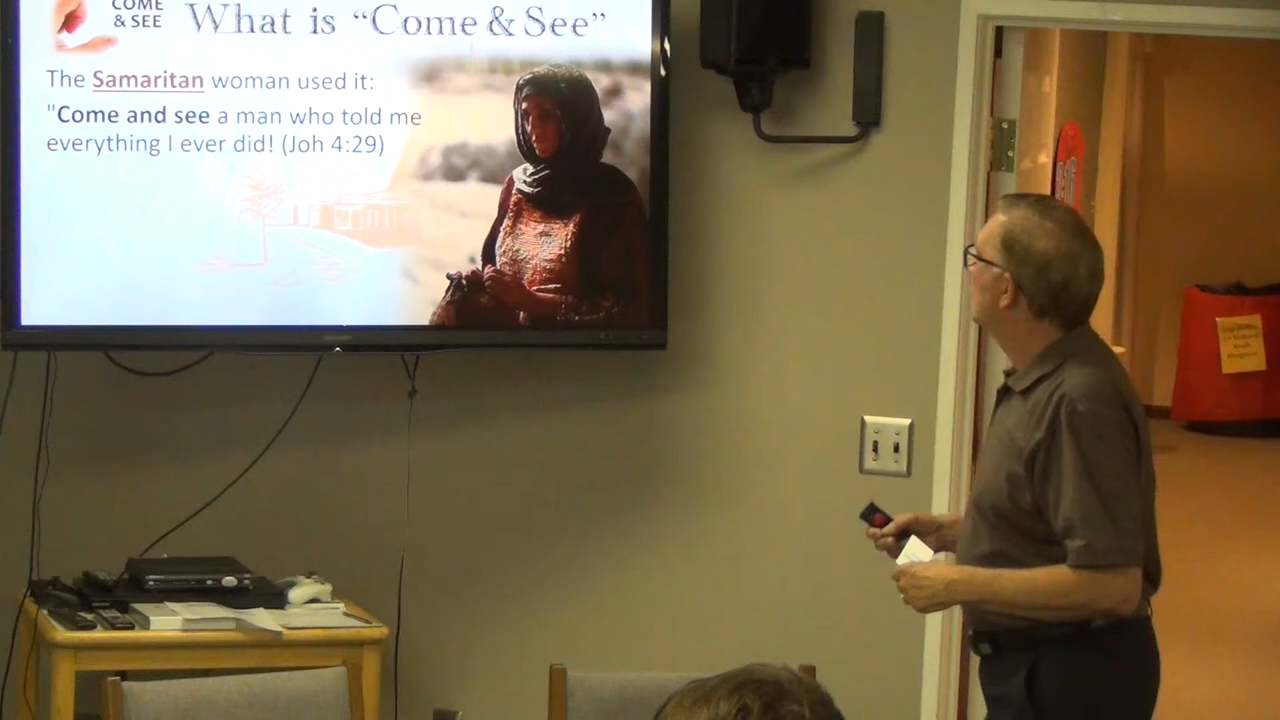 COME
& SEE
What is “Come & See”
The Samaritan woman used it:
"Come and see a man who told me
everything I ever did! (Joh 4:29)